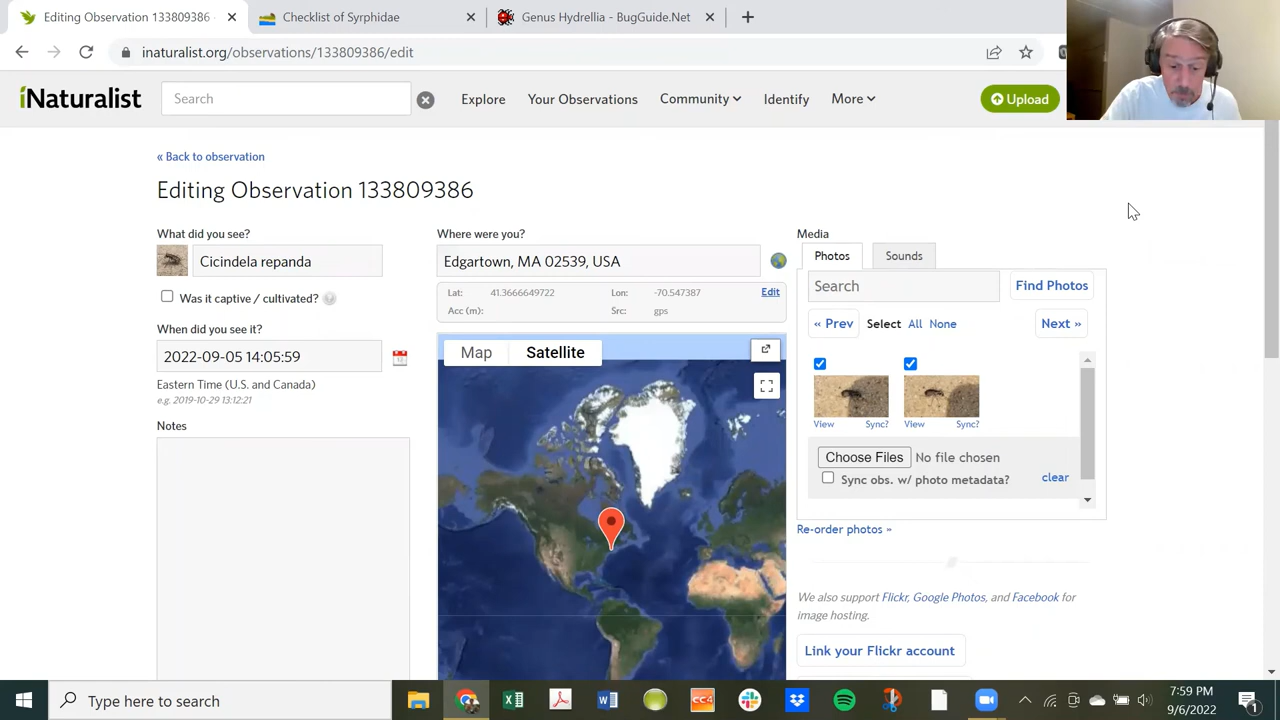 Editing Observation 133809386
Checklist of Syrphidae
Genus Hydrellia - BugGuide.Net
inaturalist.org/observations/133809386/edit
iNaturalist
Search
Explore
Your Observations
Community
Identify
More
Upload
« Back to observation
Editing Observation 133809386
What did you see?
Cicindela repanda
Was it captive / cultivated?
When did you see it?
2022-09-05 14:05:59
Eastern Time (U.S. and Canada)
e.g. 2019-10-29 13:12:21
Notes
Where were you?
Edgartown, MA 02539, USA
Lat: 41.3666649722 Lon: -70.547387 Edit
Acc (m): Src: gps
Map Satellite
Media
Photos Sounds
Search Find Photos
« Prev Select All None Next »
View Sync? View Sync?
Choose Files No file chosen
Sync obs. w/ photo metadata? clear
Re-order photos »
We also support Flickr, Google Photos, and Facebook for
image hosting.
Link your Flickr account
Type here to search
7:59 PM
9/6/2022